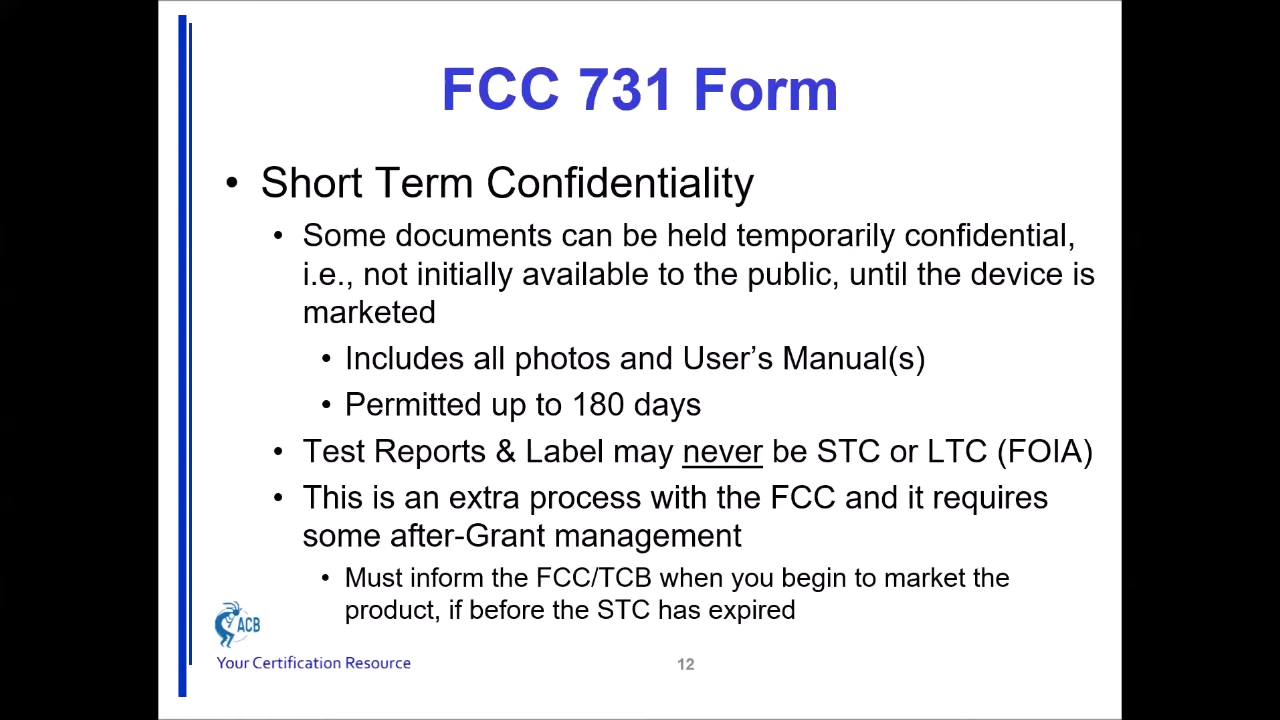 FCC 731 Form
• Short Term Confidentiality
• Some documents can be held temporarily confidential,
i.e., not initially available to the public, until the device is
marketed
• Includes all photos and User’s Manual(s)
• Permitted up to 180 days
• Test Reports & Label may never be STC or LTC (FOIA)
• This is an extra process with the FCC and it requires
some after-Grant management
• Must inform the FCC/TCB when you begin to market the
product, if before the STC has expired
ACB
Your Certification Resource
12